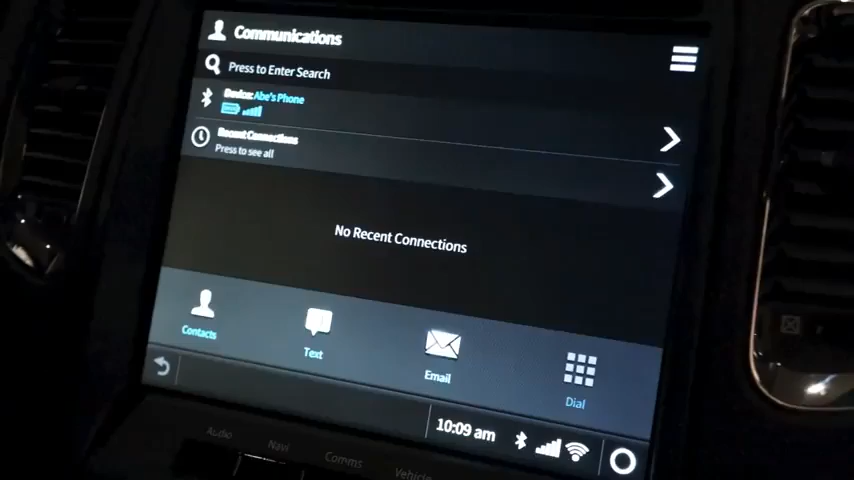 Communications
Press to Enter Search
Device: Abe's Phone
Recent Connections
Press to see all
No Recent Connections
Contacts
Text
Email
Dial
10:09 am
Audio
Navi
Comms
Vehicle